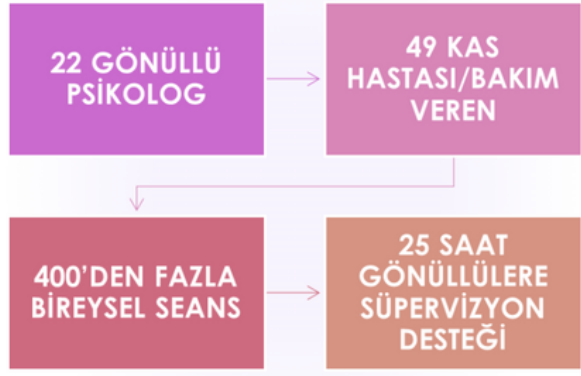 22 GÖNÜLLÜ
PSİKOLOG
49 KAS
HASTASI/BAKIM
VEREN
400'DEN FAZLA
BİREYSEL SEANS
25 SAAT
GÖNÜLLÜLERE
SÜPERVİZYON
DESTEĞİ